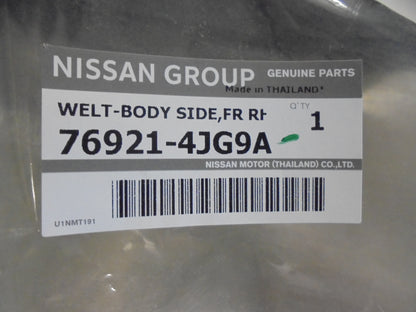 NISSAN GROUP GENUINE PARTS
Made in THAILAND*
WELT-BODY SIDE,FR RH Q'TY
76921-4JG9A 1
NISSAN MOTOR (THAILAND) CO.,LTD.
U1NMT191